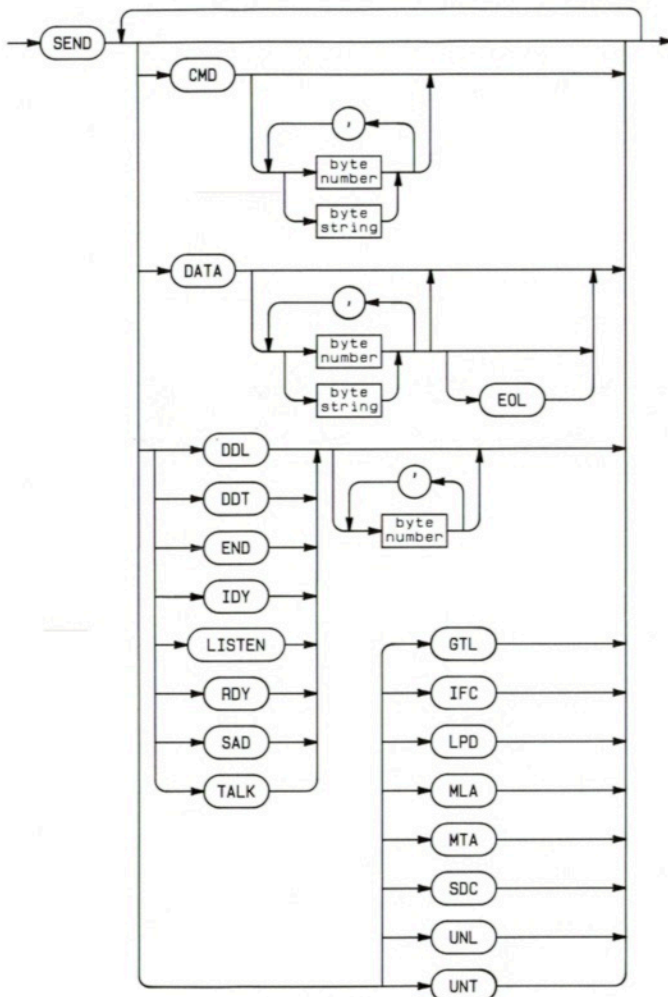 SEND
CMD
,
byte
number
byte
string
DATA
,
byte
number
byte
string
EOL
DDL
DDT
END
IDY
LISTEN
RDY
SAD
TALK
,
byte
number
GTL
IFC
LPD
MLA
MTA
SDC
UNL
UNT